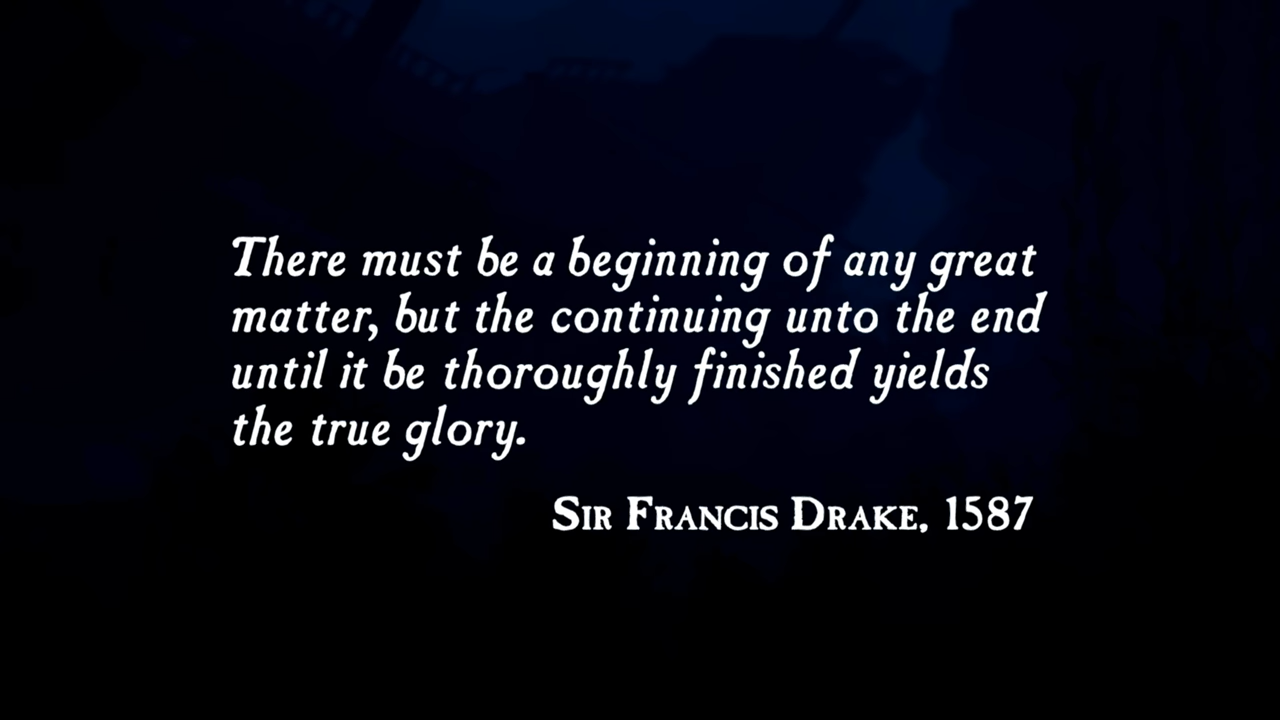 There must be a beginning of any great
matter, but the continuing unto the end
until it be thoroughly finished yields
the true glory.
Sir Francis Drake, 1587